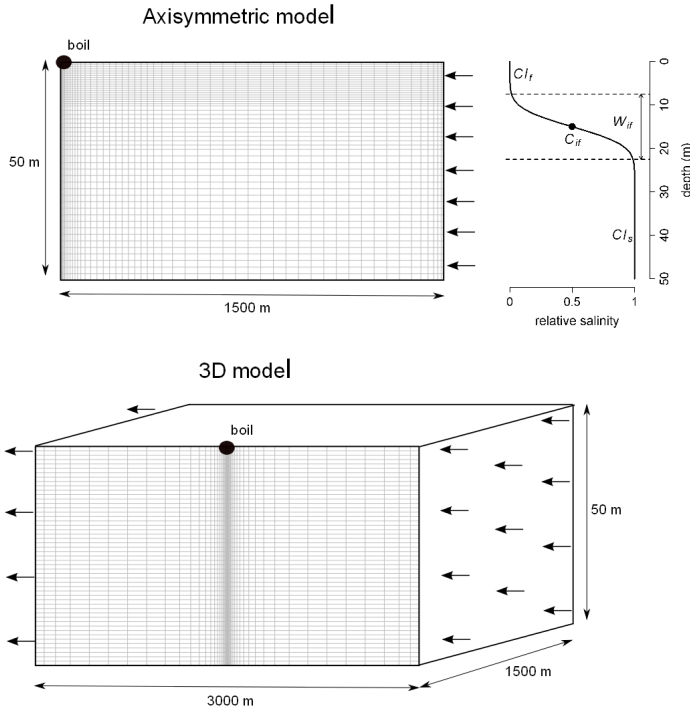 Axisymmetric model
boil
50 m
1500 m
Cl_f
W_if
C_if
Cl_s
0
10
20
30
40
50
depth (m)
0 0.5 1
relative salinity
3D model
boil
50 m
1500 m
3000 m